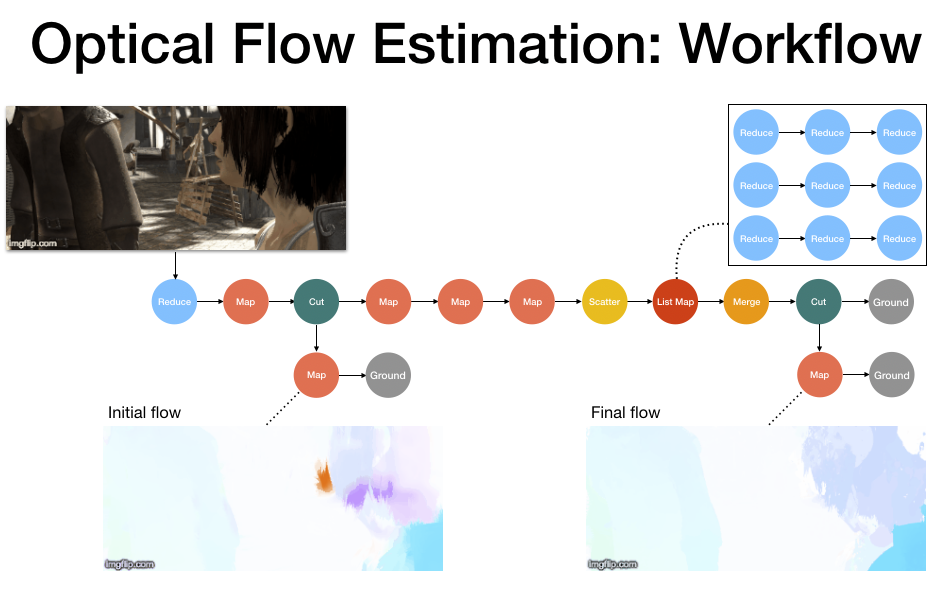 Optical Flow Estimation: Workflow
imgflip.com
Reduce Reduce Reduce
Reduce Reduce Reduce
Reduce Reduce Reduce
Reduce Map Cut Map Map Map Scatter List Map Merge Cut Ground
Map Ground Map Ground
Initial flow
Final flow
imgflip.com
imgflip.com